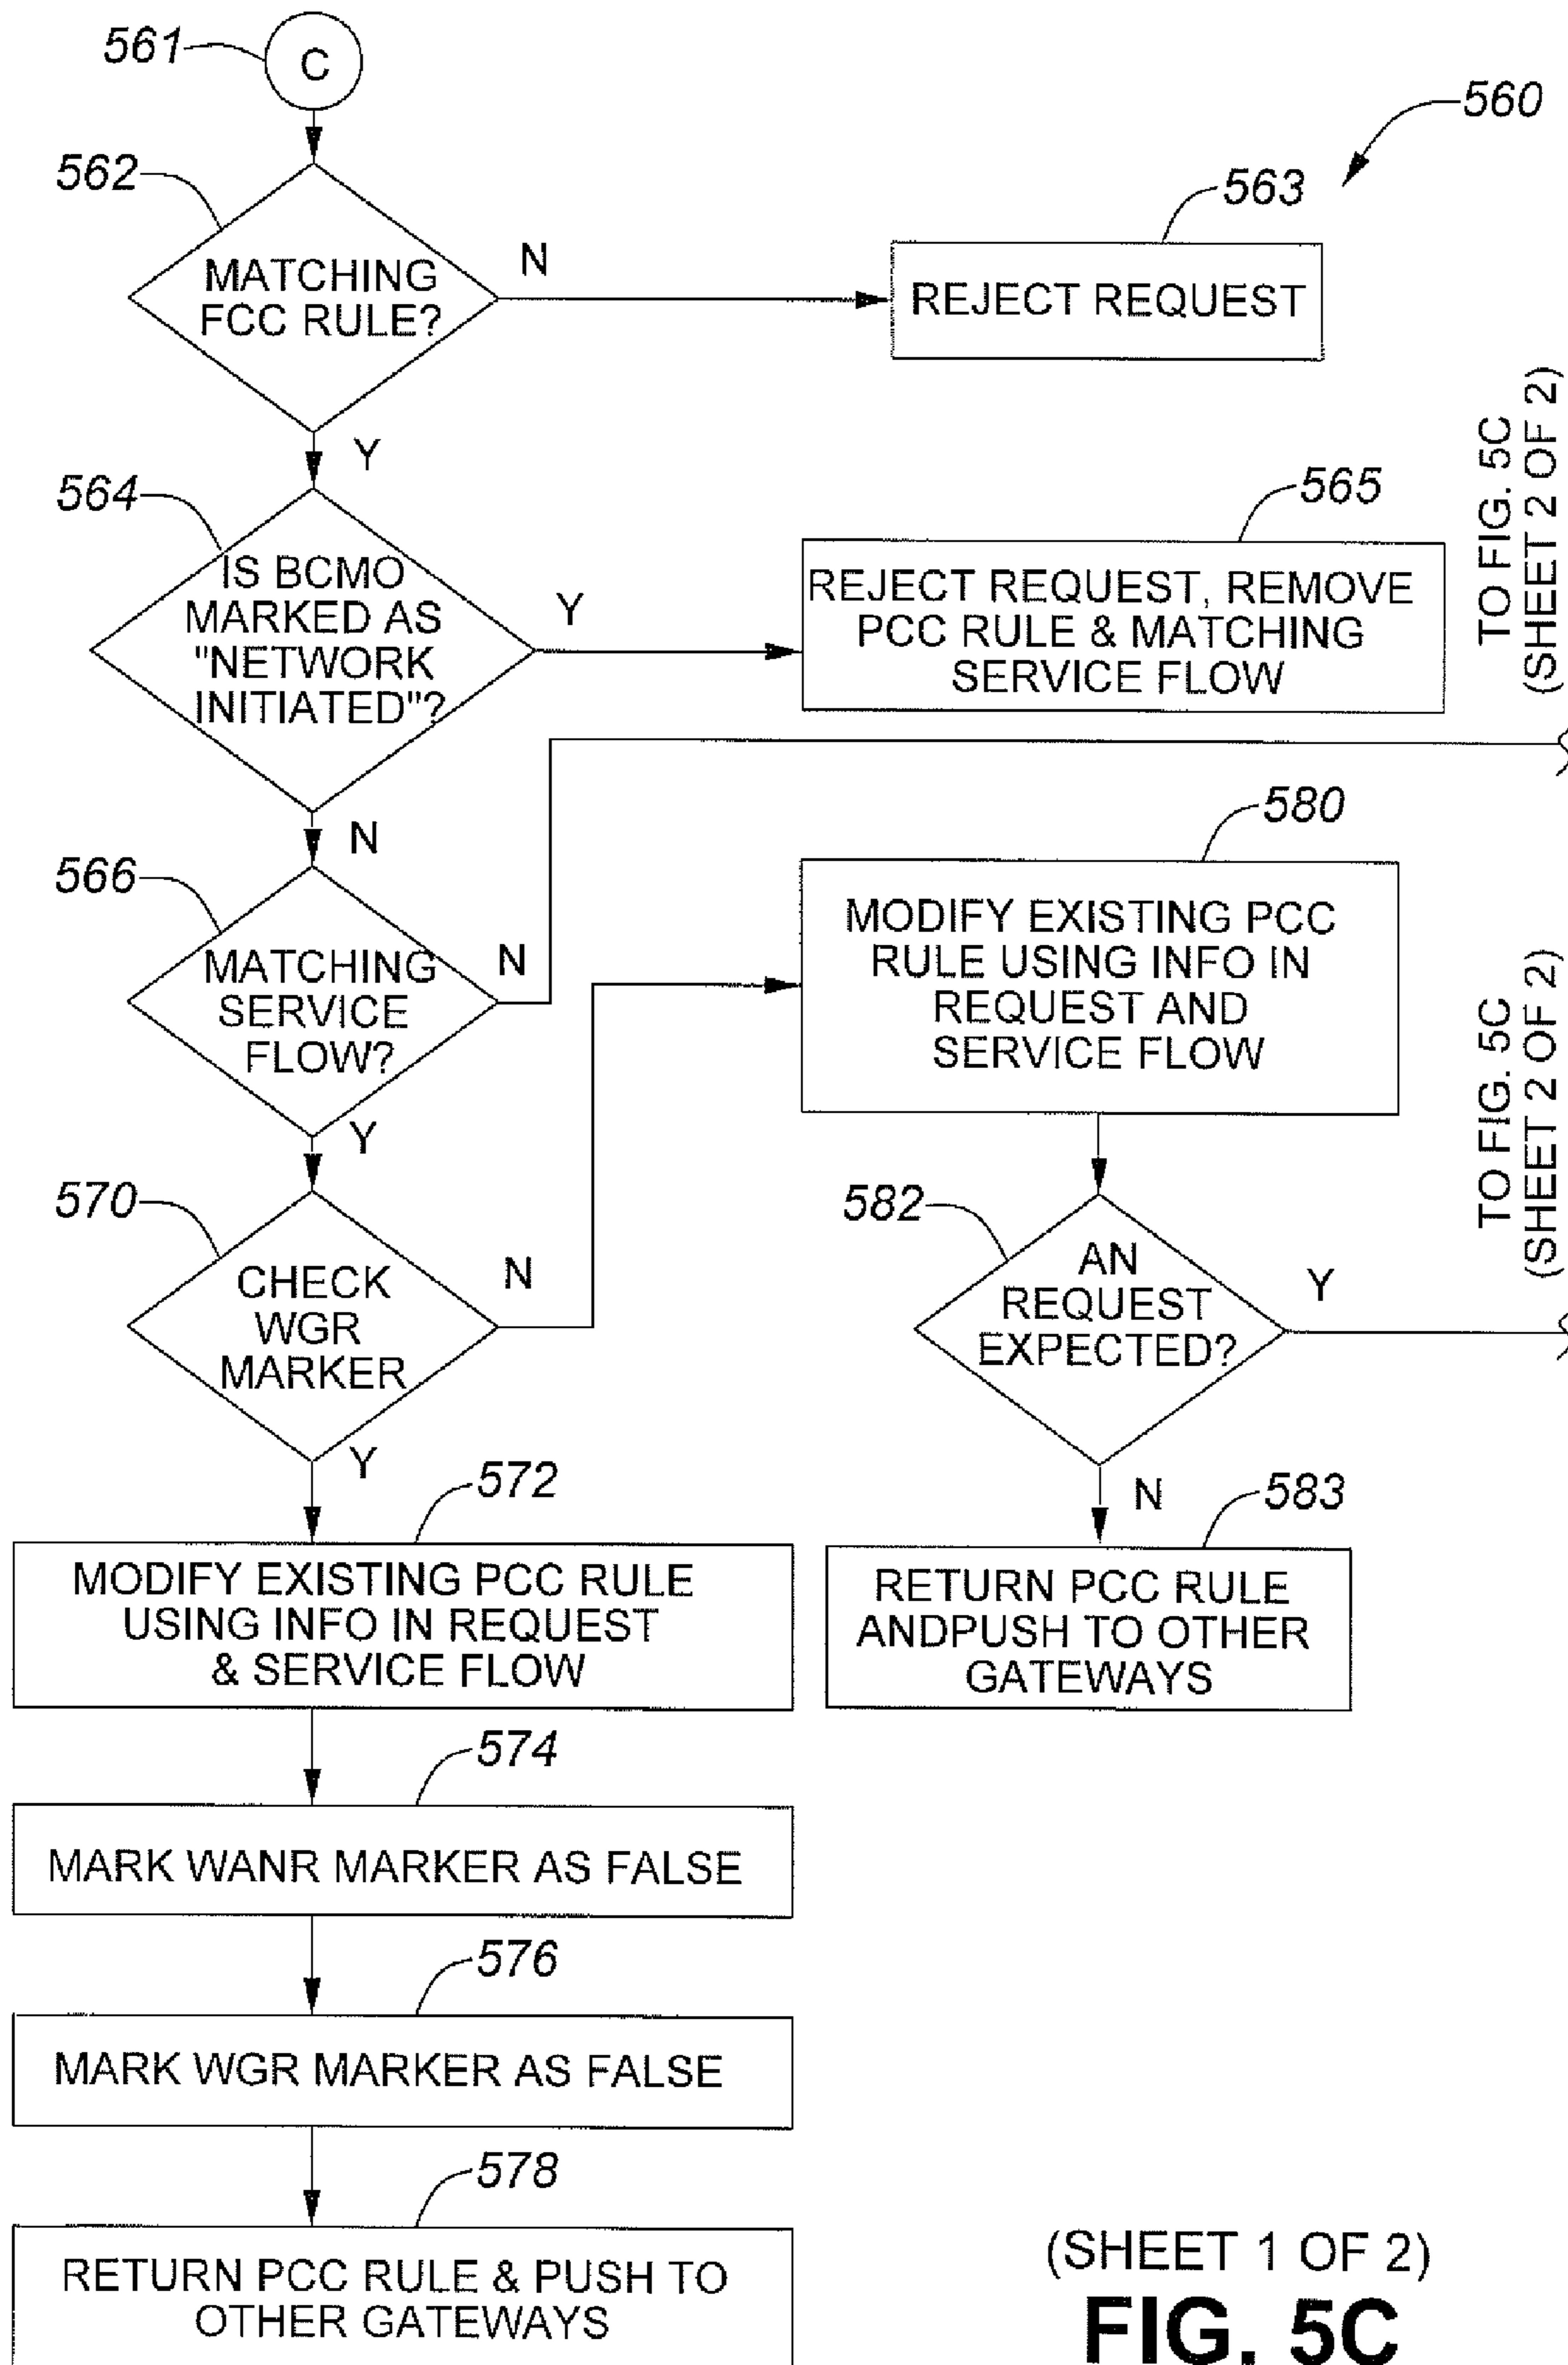 561
C
560
562
MATCHING
FCC RULE?
N
563
REJECT REQUEST
Y
564
IS BCMO
MARKED AS
"NETWORK
INITIATED"?
Y
565
REJECT REQUEST, REMOVE
PCC RULE & MATCHING
SERVICE FLOW
TO FIG. 5C
(SHEET 2 OF 2)
N
566
MATCHING
SERVICE
FLOW?
N
Y
580
MODIFY EXISTING PCC
RULE USING INFO IN
REQUEST AND
SERVICE FLOW
TO FIG. 5C
(SHEET 2 OF 2)
570
CHECK
WGR
MARKER
N
Y
582
AN
REQUEST
EXPECTED?
Y
N
572
MODIFY EXISTING PCC RULE
USING INFO IN REQUEST
& SERVICE FLOW
583
RETURN PCC RULE
ANDPUSH TO OTHER
GATEWAYS
574
MARK WANR MARKER AS FALSE
576
MARK WGR MARKER AS FALSE
578
RETURN PCC RULE & PUSH TO
OTHER GATEWAYS
(SHEET 1 OF 2)
FIG. 5C